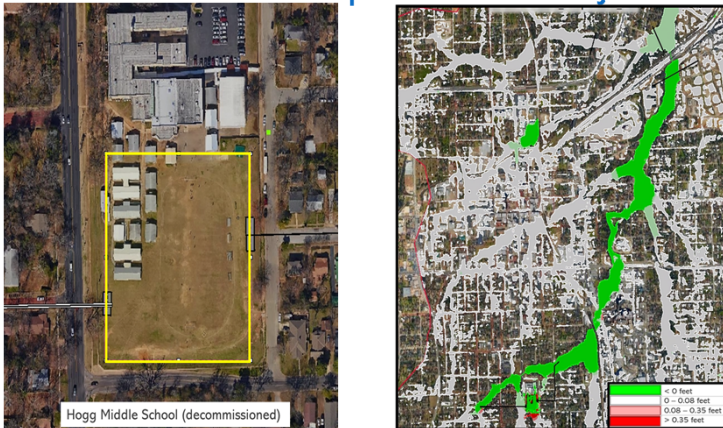 Hogg Middle School (decommissioned)
< 0 feet
0 – 0.08 feet
0.08 – 0.35 feet
> 0.35 feet